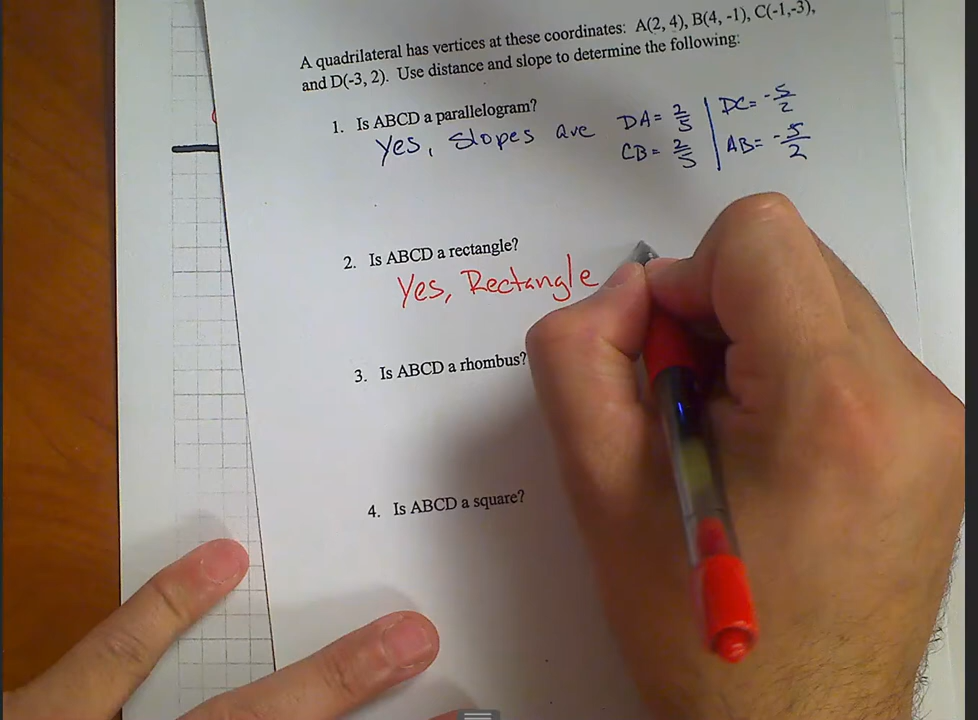 A quadrilateral has vertices at these coordinates: A(2, 4), B(4, -1), C(-1,-3),
and D(-3, 2). Use distance and slope to determine the following:
1. Is ABCD a parallelogram?
Yes, Slopes are DA = 2/5 | DC = -5/2
CB = 2/5 | AB = -5/2
2. Is ABCD a rectangle?
Yes, Rectangle
3. Is ABCD a rhombus?
4. Is ABCD a square?